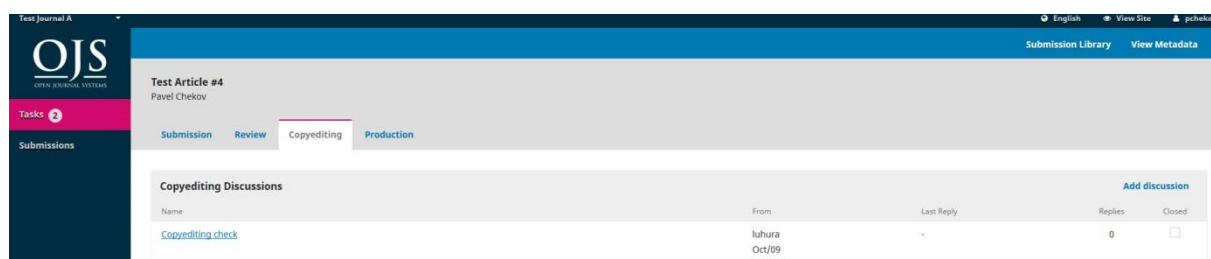 Test Journal A
English View Site
OJS
OPEN JOURNAL SYSTEMS
Submission Library View Metadata
Test Article #4
Pavel Chekov
Tasks 2
Submission Review Copyediting Production
Submissions
Copyediting Discussions Add discussion
Name From Last Reply Replies Closed
Copyediting check luhura - 0
Oct/09